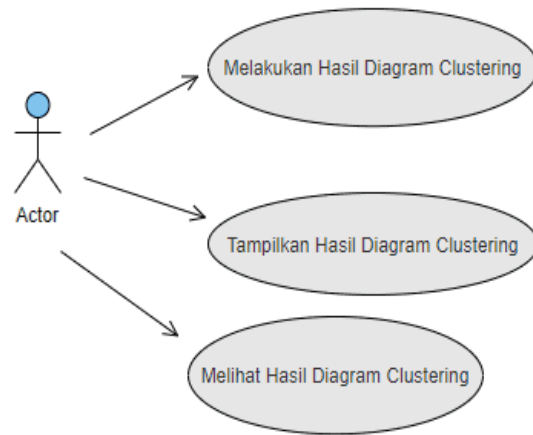 Melakukan Hasil Diagram Clustering
Actor
Tampilkan Hasil Diagram Clustering
Melihat Hasil Diagram Clustering